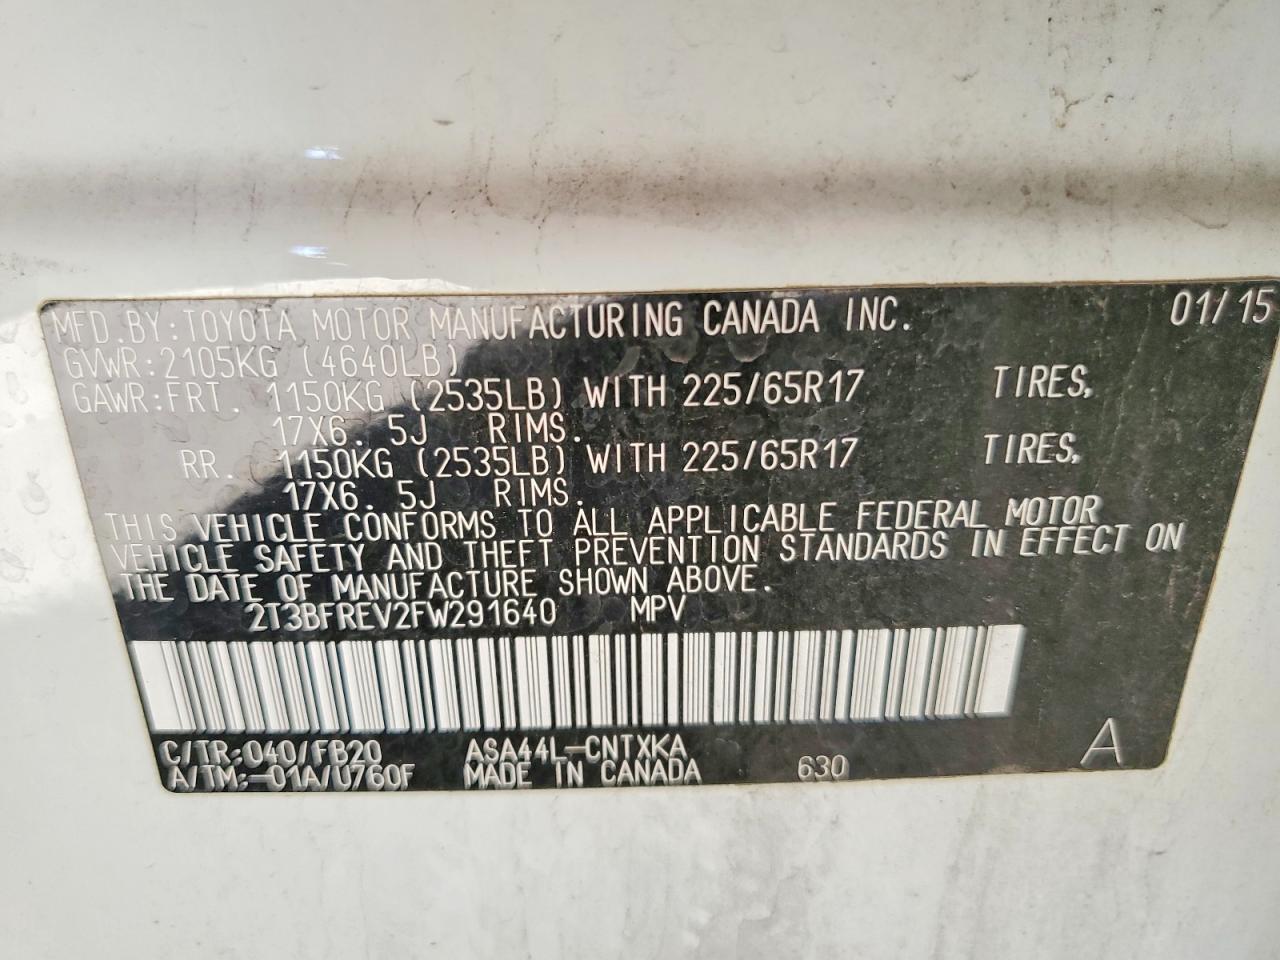 MFD.BY:TOYOTA MOTOR MANUFACTURING CANADA INC. 01/15
GVWR:2105KG (4640LB)
GAWR:FRT. 1150KG (2535LB) WITH 225/65R17 TIRES,
17X6. 5J RIMS.
RR. 1150KG (2535LB) WITH 225/65R17 TIRES,
17X6. 5J RIMS.
THIS VEHICLE CONFORMS TO ALL APPLICABLE FEDERAL MOTOR
VEHICLE SAFETY AND THEFT PREVENTION STANDARDS IN EFFECT ON
THE DATE OF MANUFACTURE SHOWN ABOVE.
2T3BFREV2FW291640 MPV
C/TR:040/FB20 ASA44L-CNTXKA A
A/TM:-01A/U760F MADE IN CANADA 630